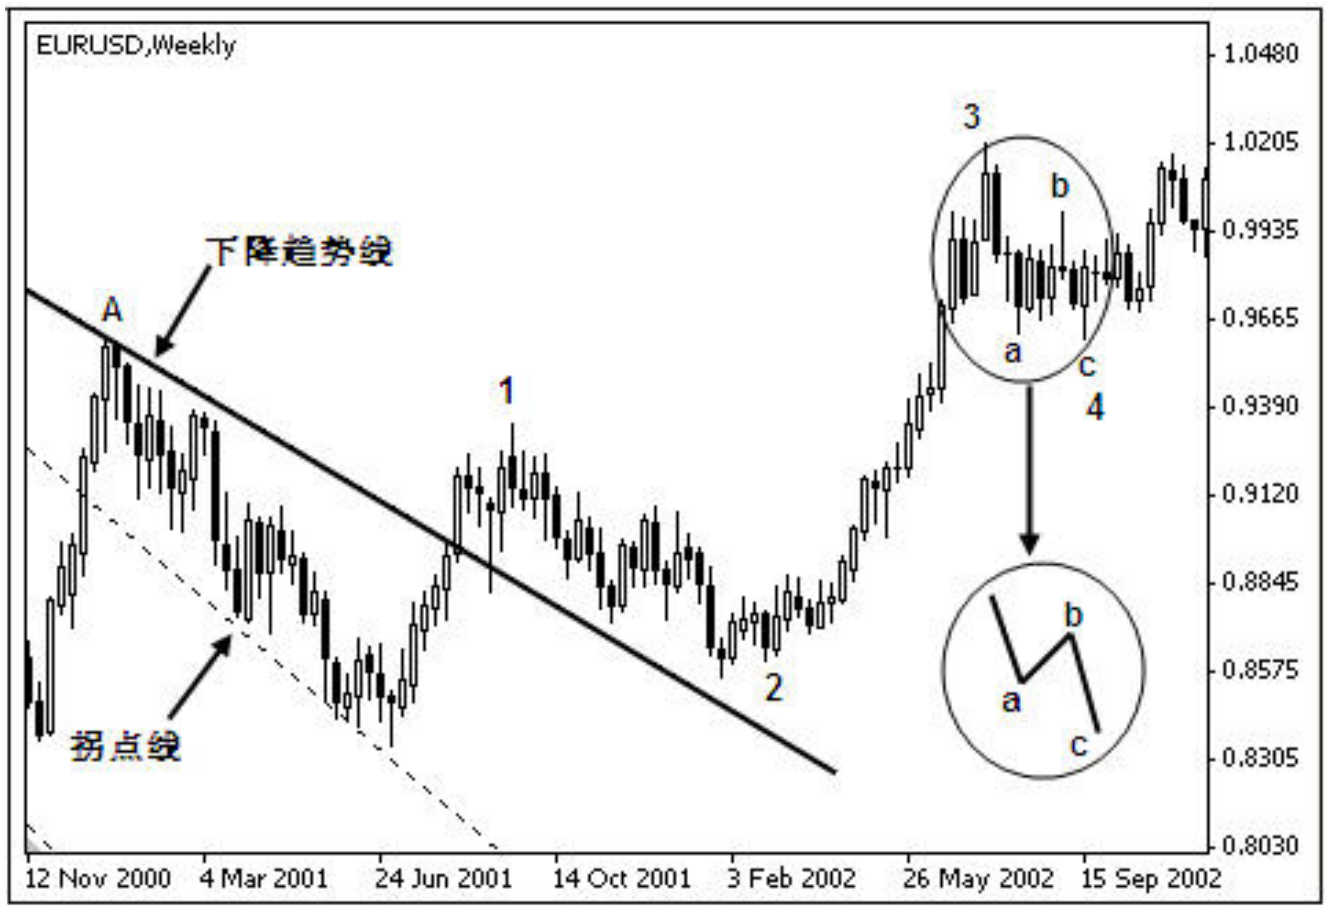 EURUSD,Weekly
1.0480
3
1.0205
b
下降趋势线
0.9935
A
0.9665
a
c
1
4
0.9390
0.9120
0.8845
b
2
0.8575
a
拐点线
c
0.8305
0.8030
12 Nov 2000 4 Mar 2001 24 Jun 2001 14 Oct 2001 3 Feb 2002 26 May 2002 15 Sep 2002